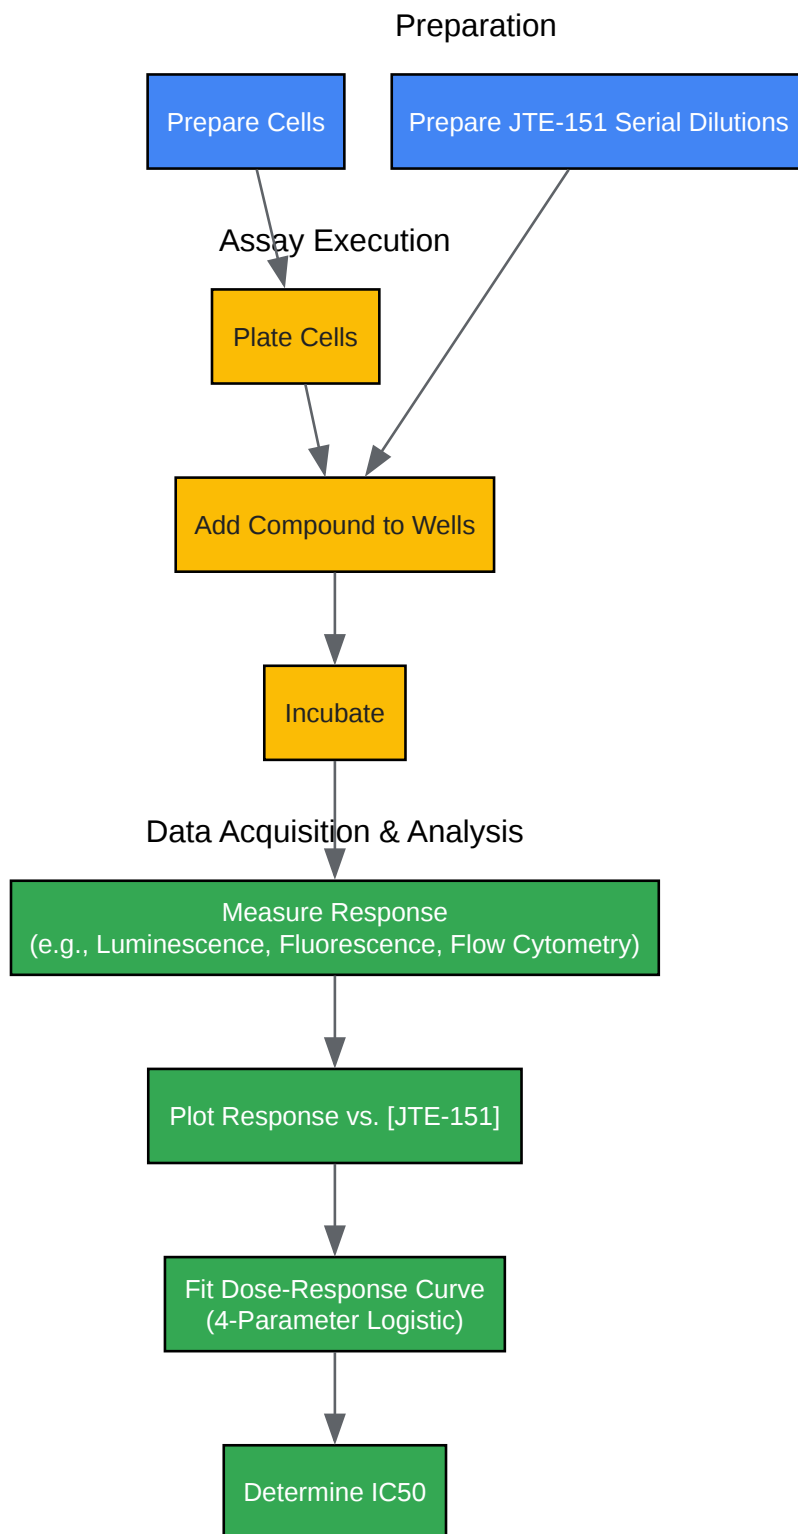 Preparation
Prepare Cells
Prepare JTE-151 Serial Dilutions
Assay Execution
Plate Cells
Add Compound to Wells
Incubate
Data Acquisition & Analysis
Measure Response
(e.g., Luminescence, Fluorescence, Flow Cytometry)
Plot Response vs. [JTE-151]
Fit Dose-Response Curve
(4-Parameter Logistic)
Determine IC50